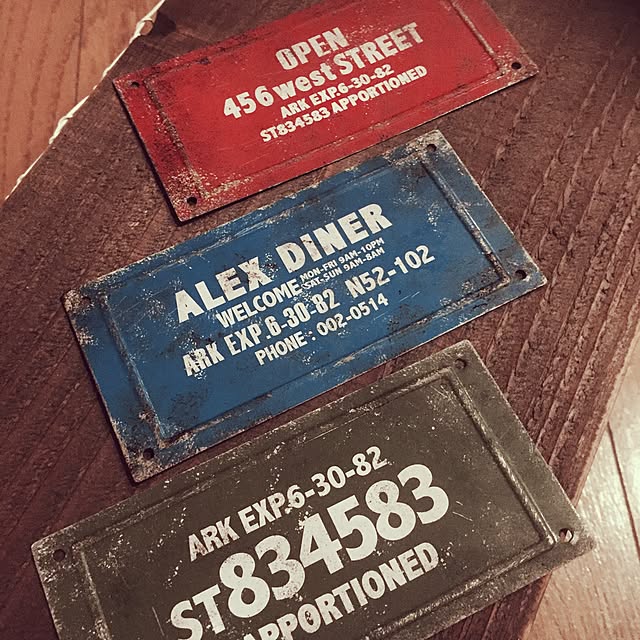 OPEN
456 west STREET
ARK EXP.6-30-82
ST834583 APPORTIONED
ALEX DINER
WELCOME MON-FRI 9AM-10PM
SAT-SUN 9AM-8AM
ARK EXP.6-30-82 N52-102
PHONE : 002-0514
ARK EXP.6-30-82
ST834583
APPORTIONED